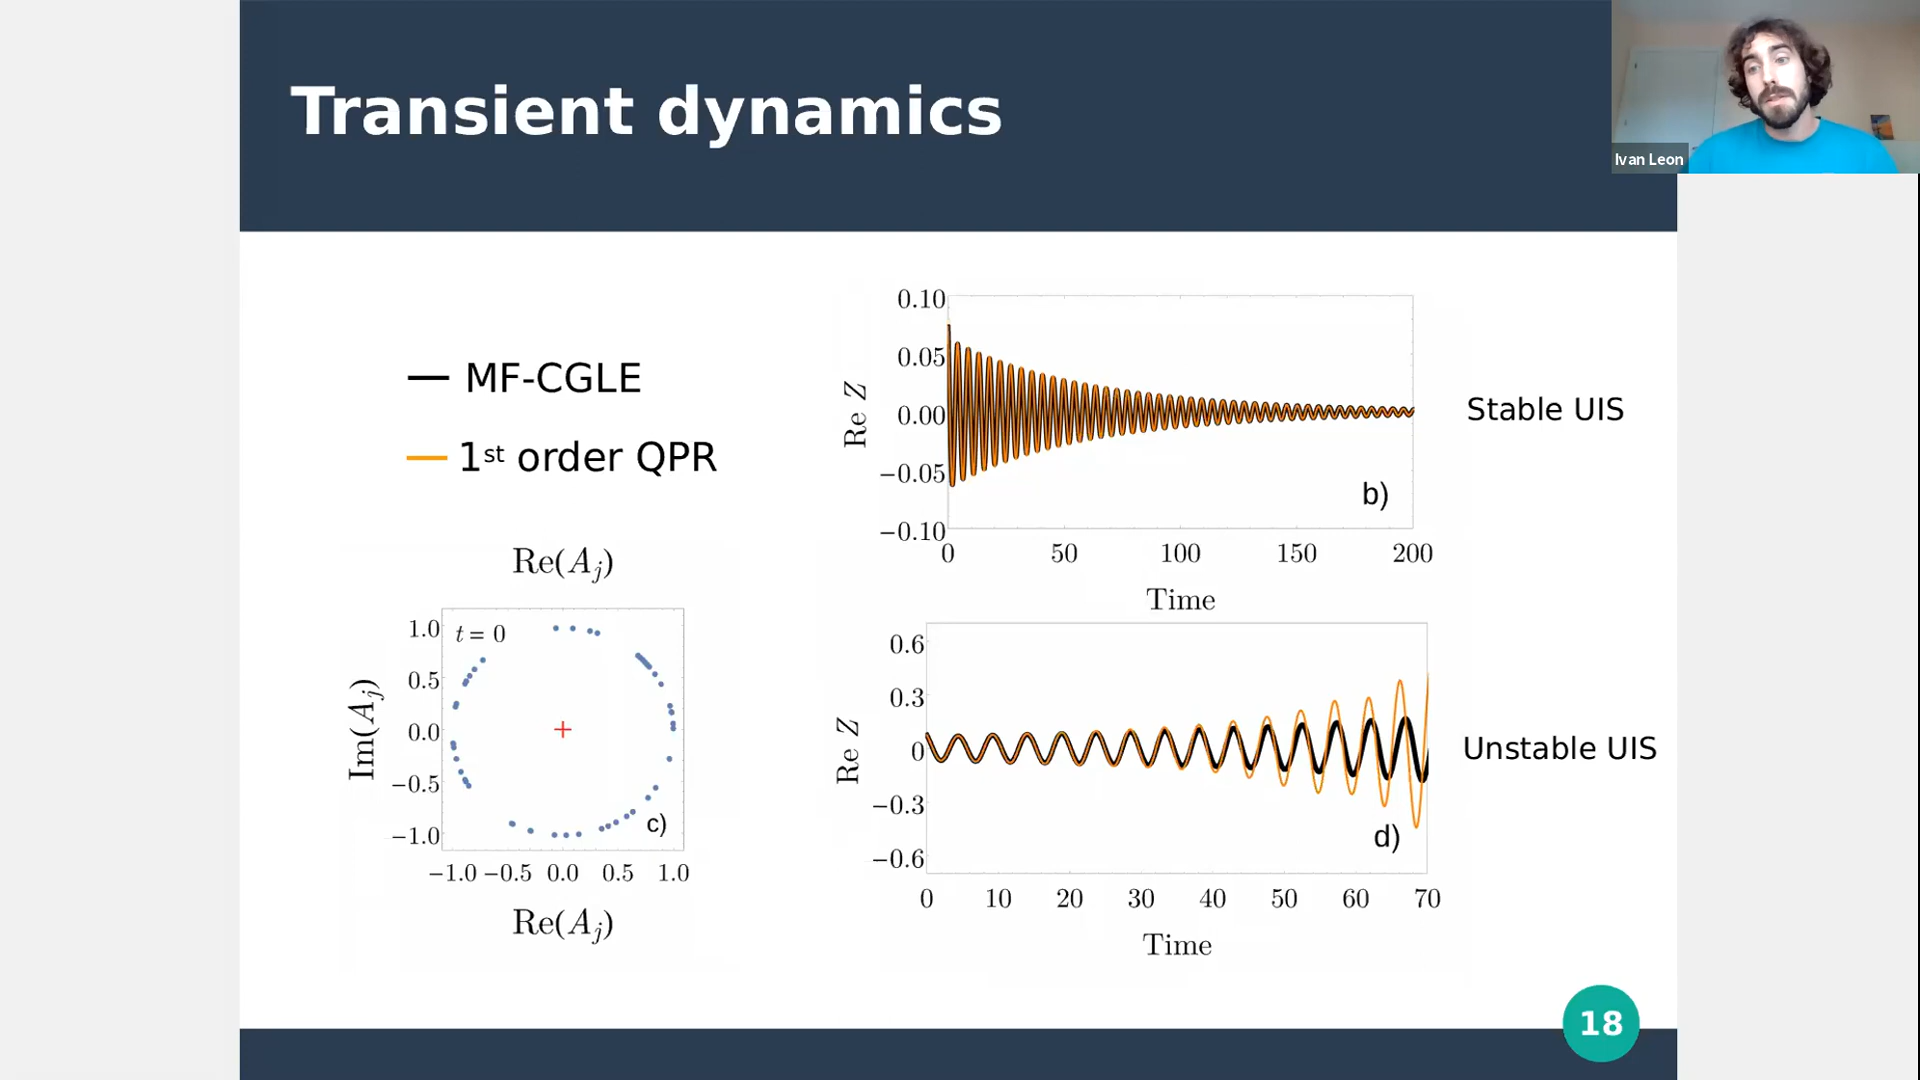 Transient dynamics
Ivan Leon
MF-CGLE
1st order QPR
0.10
0.05
0.00
−0.05
−0.10
Re Z
b)
0
50
100
150
200
Time
Stable UIS
Re(Aj)
1.0
0.5
0.0
−0.5
−1.0
Im(Aj)
t = 0
c)
−1.0 −0.5 0.0 0.5 1.0
Re(Aj)
0.6
0.3
0
−0.3
−0.6
Re Z
d)
0
10
20
30
40
50
60
70
Time
Unstable UIS
18